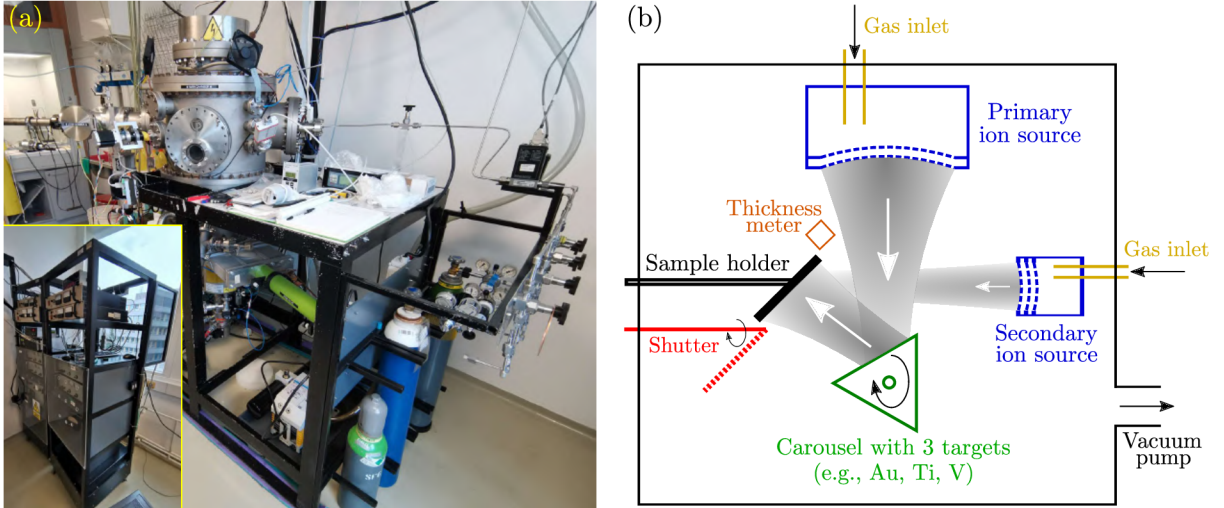 (a)
(b)
Gas inlet
Primary
ion source
Thickness
meter
Gas inlet
Sample holder
Secondary
ion source
Shutter
Carousel with 3 targets
(e.g., Au, Ti, V)
Vacuum
pump